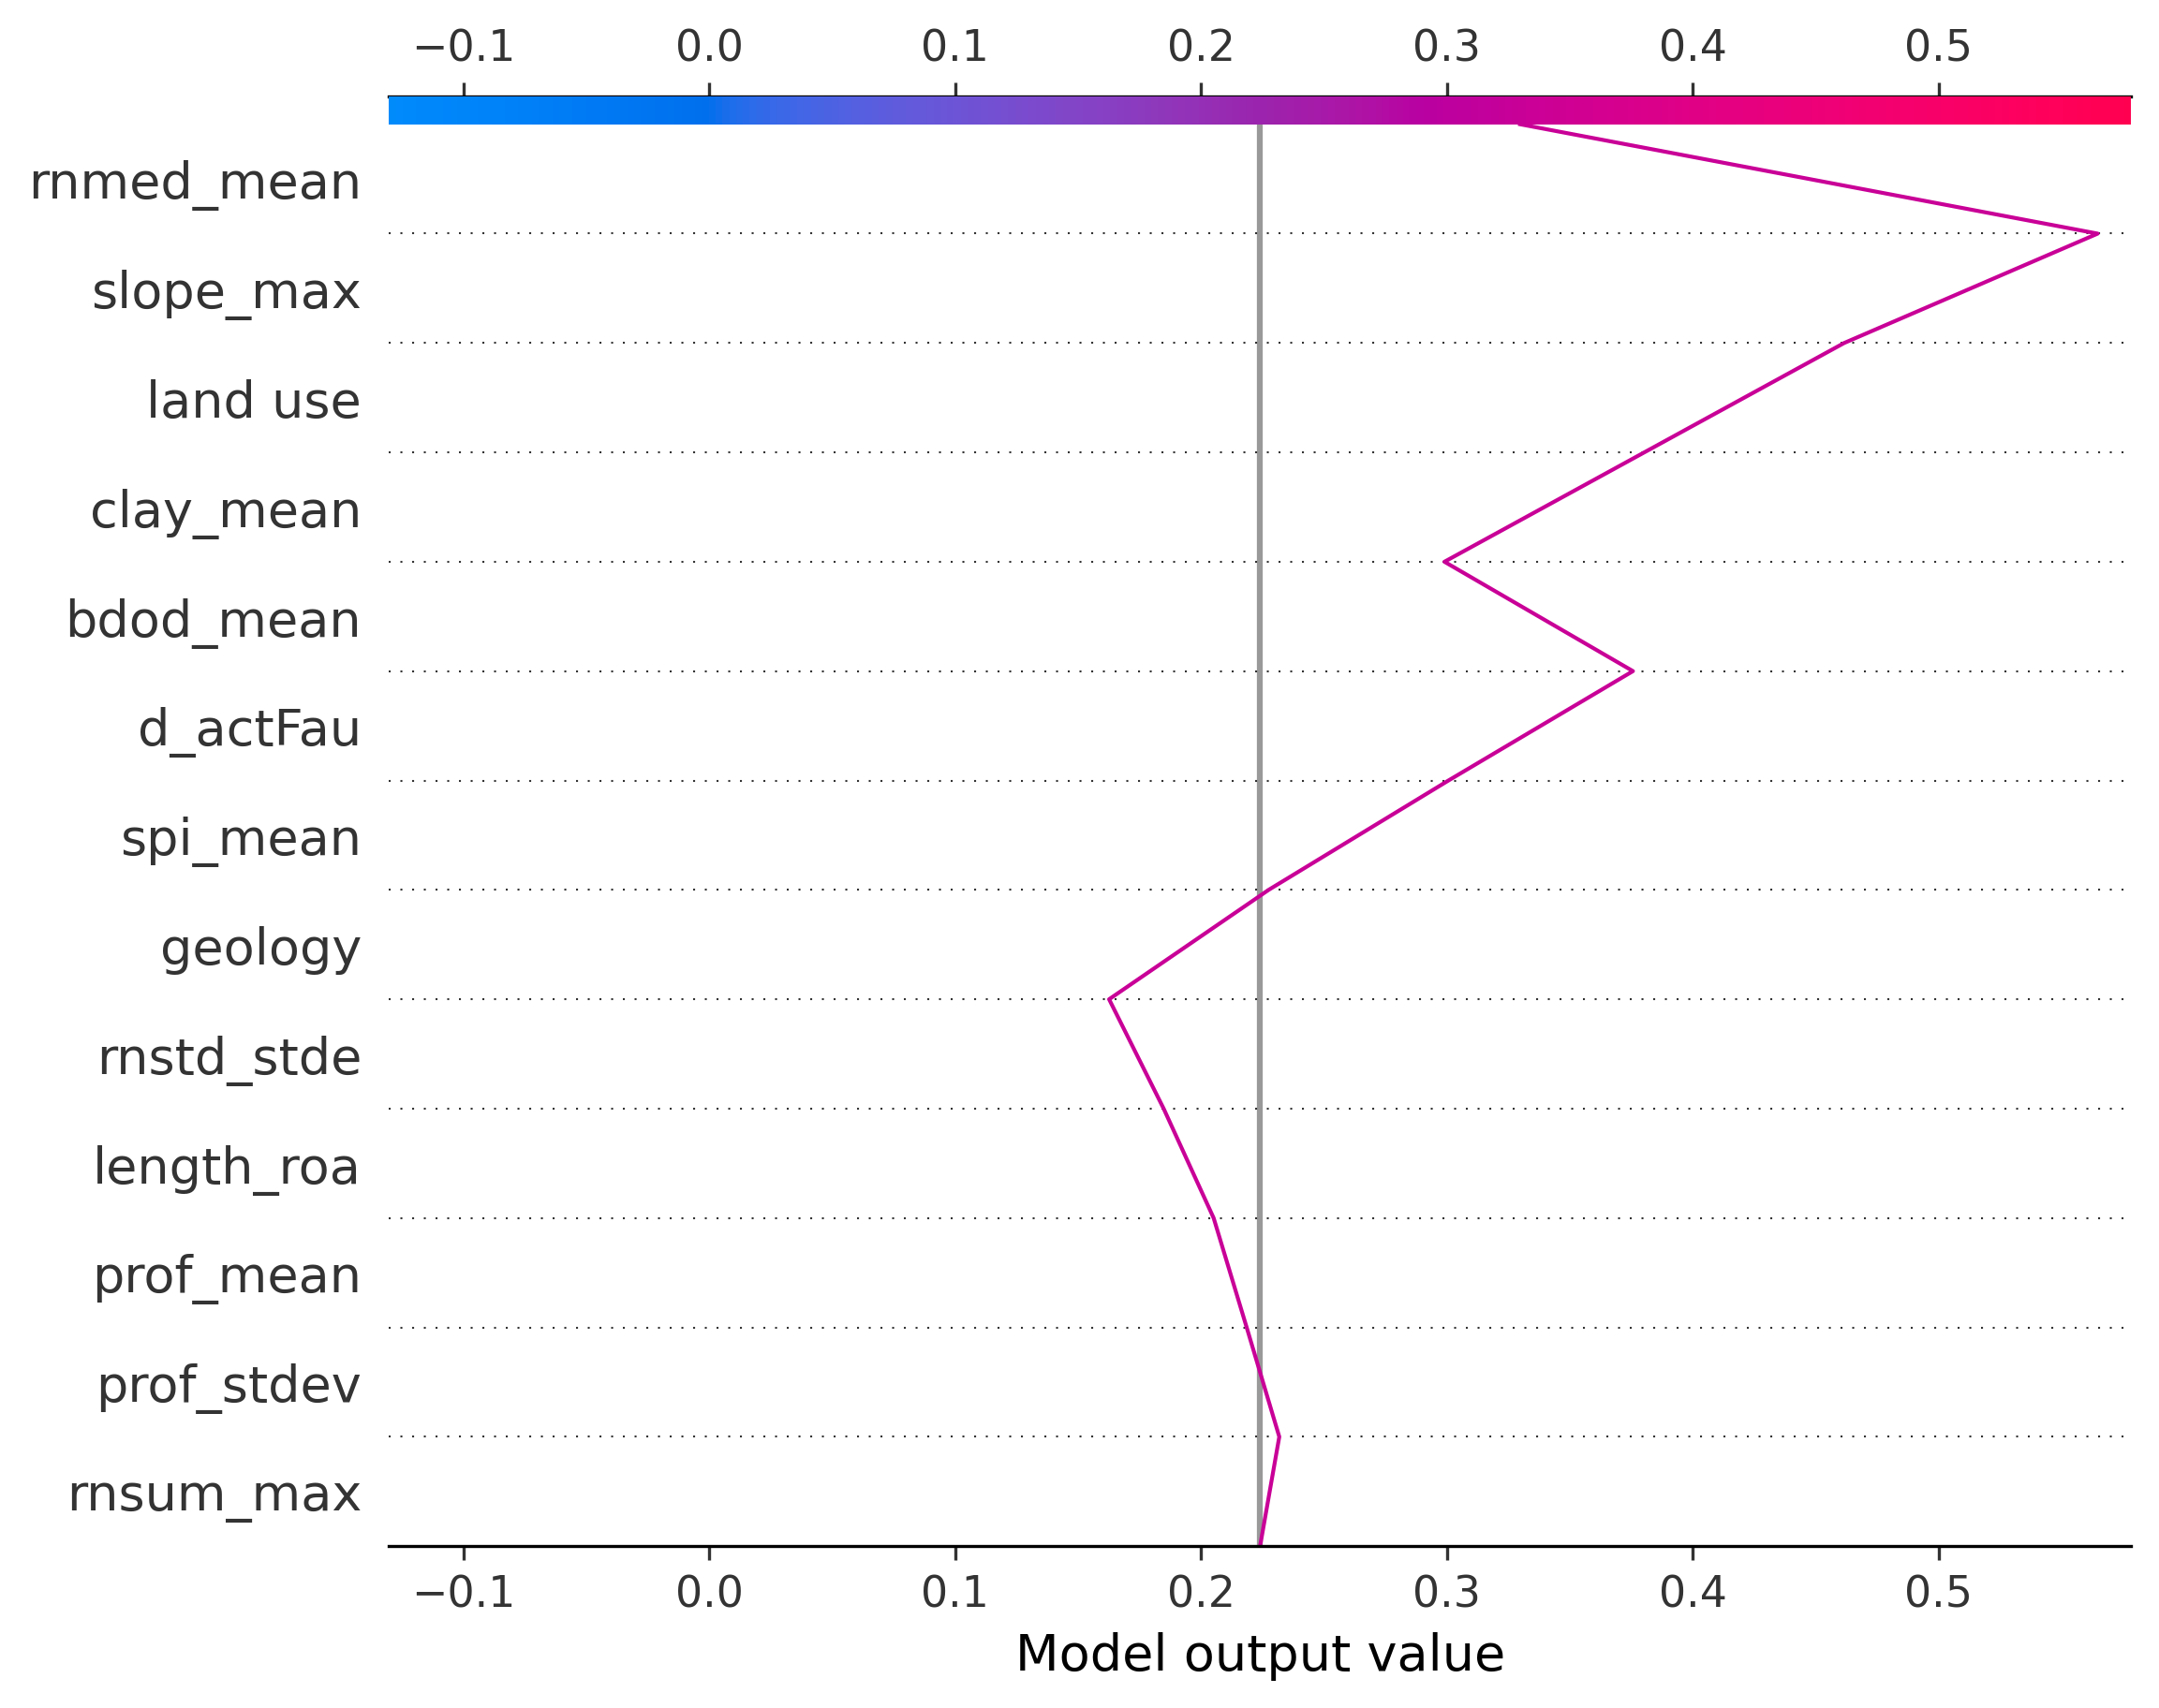 −0.1 0.0 0.1 0.2 0.3 0.4 0.5
rnmed_mean
slope_max
land use
clay_mean
bdod_mean
d_actFau
spi_mean
geology
rnstd_stde
length_roa
prof_mean
prof_stdev
rnsum_max
−0.1 0.0 0.1 0.2 0.3 0.4 0.5
Model output value